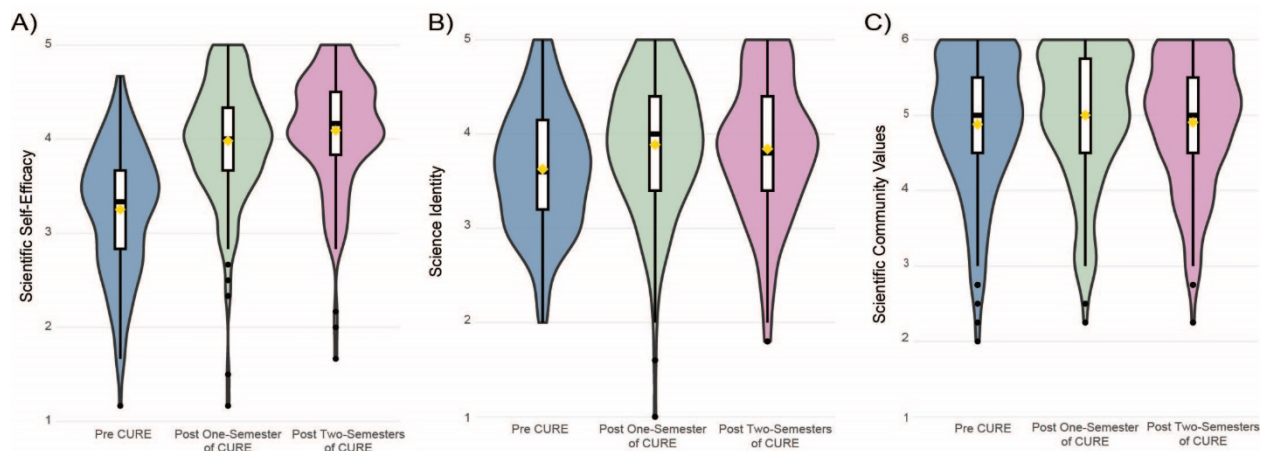 A)
Scientific Self-Efficacy
5
4
3
2
1
Pre CURE
Post One-Semester
of CURE
Post Two-Semesters
of CURE
B)
Science Identity
5
4
3
2
1
Pre CURE
Post One-Semester
of CURE
Post Two-Semesters
of CURE
C)
Scientific Community Values
6
5
4
3
2
1
Pre CURE
Post One-Semester
of CURE
Post Two-Semesters
of CURE